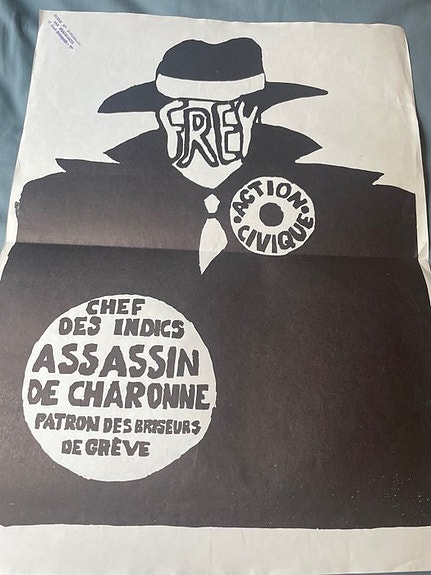 FREY
• ACTION •
CIVIQUE
CHEF
DES INDICS
ASSASSIN
DE CHARONNE
PATRON DES BRISEURS
DE GRÈVE